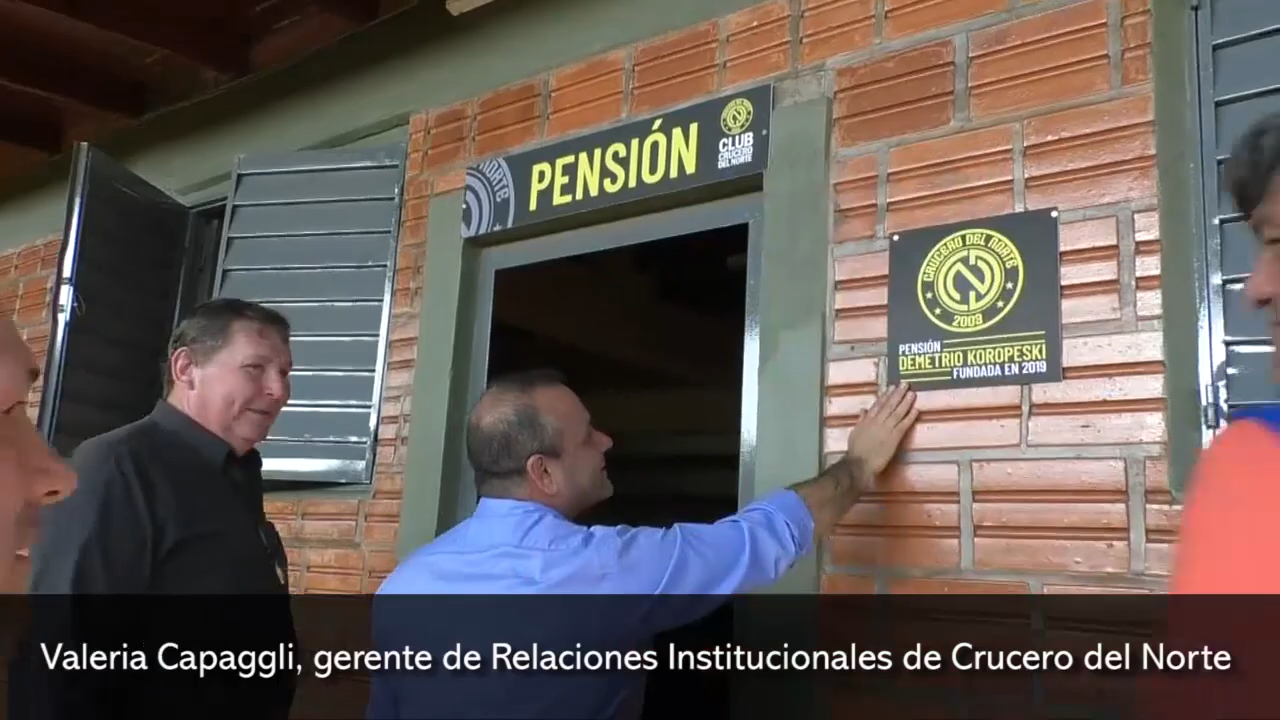 NORTE
PENSIÓN
CLUB
CRUCERO
DEL NORTE
CRUCERO DEL NORTE
2009
PENSIÓN
DEMETRIO KOROPESKI
FUNDADA EN 2019
Valeria Capaggli, gerente de Relaciones Institucionales de Crucero del Norte